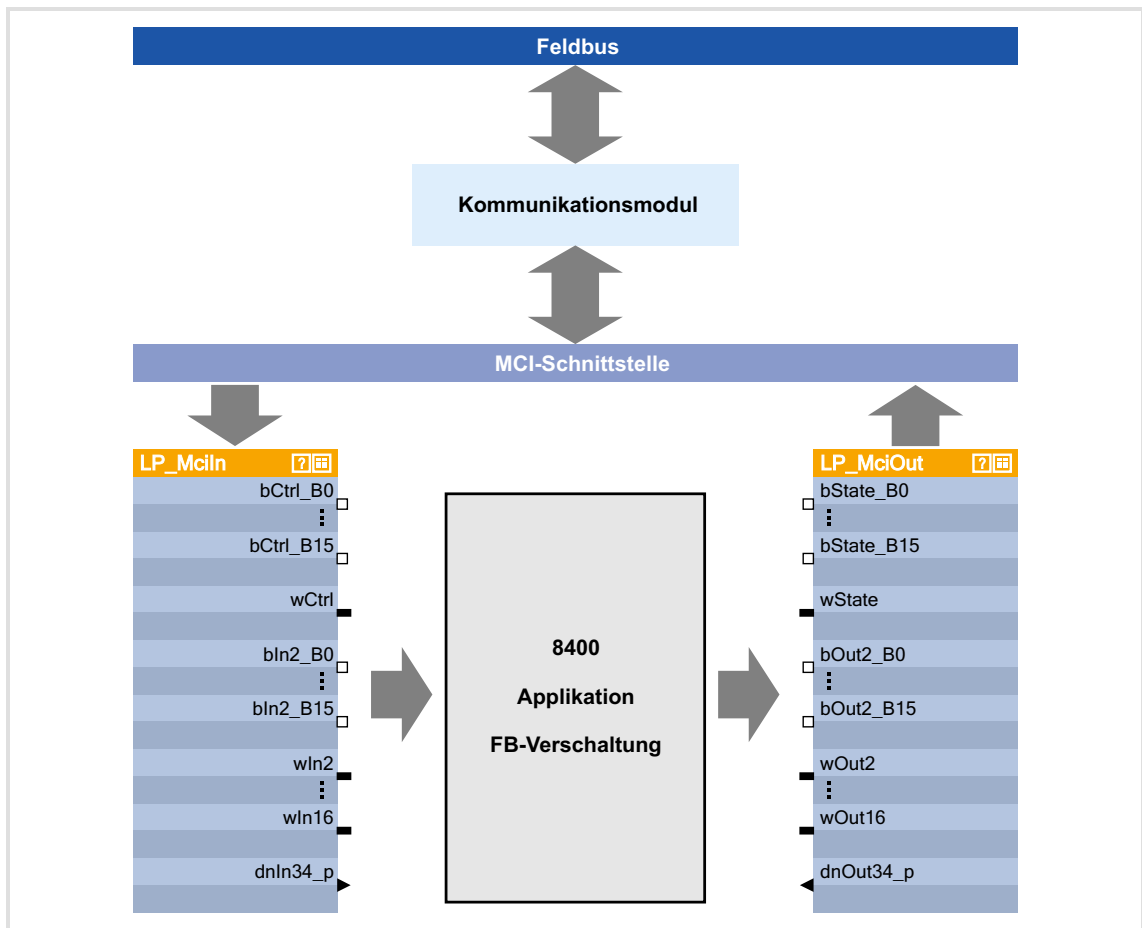 Feldbus
Kommunikationsmodul
MCI-Schnittstelle
LP_MciIn
bCtrl_B0
bCtrl_B15
wCtrl
bIn2_B0
bIn2_B15
wIn2
wIn16
dnIn34_p
8400
Applikation
FB-Verschaltung
LP_MciOut
bState_B0
bState_B15
wState
bOut2_B0
bOut2_B15
wOut2
wOut16
dnOut34_p